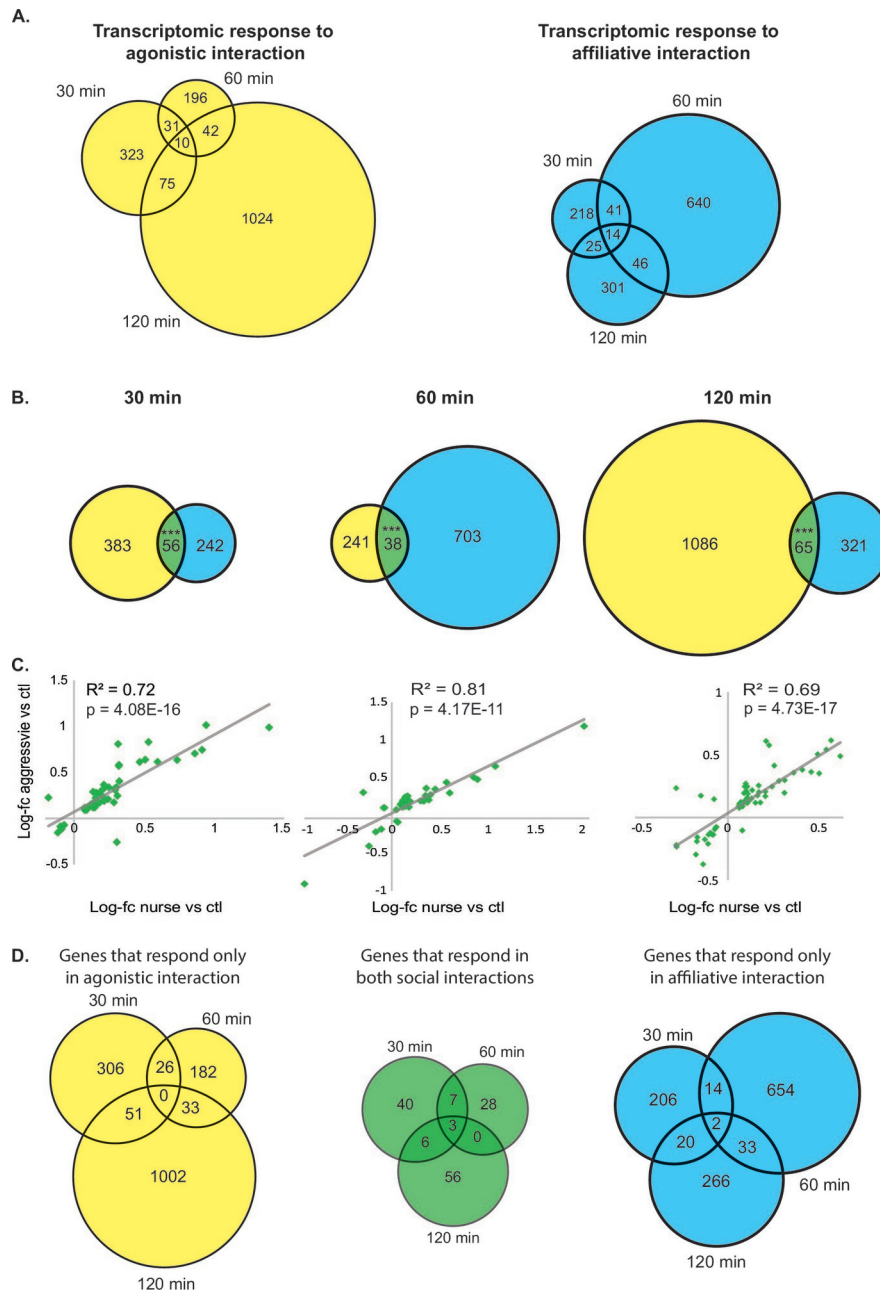 A.
Transcriptomic response to
agonistic interaction
30 min
60 min
196
31
42
10
323
75
1024
120 min
Transcriptomic response to
affiliative interaction
60 min
30 min
218
41
640
14
25
46
301
120 min
B.
30 min
60 min
120 min
383
***
56
242
241
***
38
703
1086
***
65
321
C.
Log-fc aggressvie vs ctl
1.5
R² = 0.72
p = 4.08E-16
1
0.5
0
0
0.5
1
1.5
-0.5
Log-fc nurse vs ctl
1.5
R² = 0.81
p = 4.17E-11
1
0.5
0
-1
-0.5
0
0.5
1
1.5
2
-0.5
-1
Log-fc nurse vs ctl
1
R² = 0.69
p = 4.73E-17
0.5
0
-0.5
0
0.5
-0.5
Log-fc nurse vs ctl
D.
Genes that respond only
in agonistic interaction
30 min
60 min
306
26
182
0
51
33
1002
120 min
Genes that respond in
both social interactions
30 min
60 min
40
7
28
3
6
0
56
120 min
Genes that respond only
in affiliative interaction
30 min
14
654
206
2
20
33
266
60 min
120 min